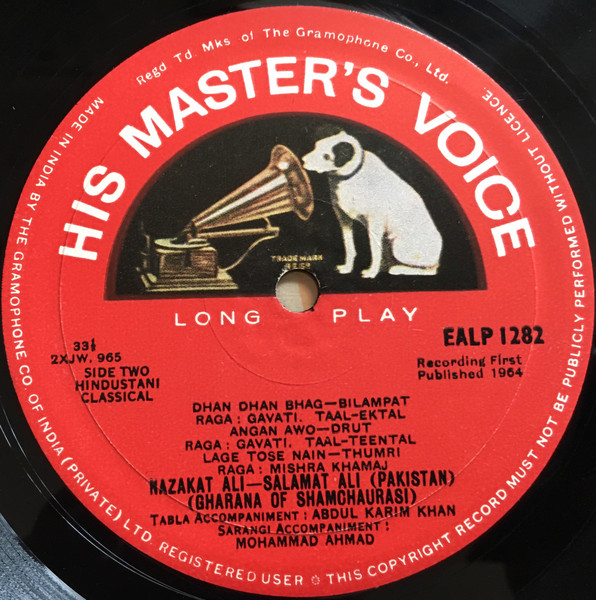 Regd Td Mks of The Gramophone Co., Ltd.
HIS MASTER'S VOICE
TRADE MARK
LONG PLAY
33⅓
2XJW. 965
SIDE TWO
HINDUSTANI
CLASSICAL
EALP 1282
Recording First
Published 1964
DHAN DHAN BHAG—BILAMPAT
RAGA : GAVATI, TAAL-EKTAL
ANGAN AWO—DRUT
RAGA : GAVATI, TAAL-TEENTAL
LAGE TOSE NAIN—THUMRI
RAGA : MISHRA KHAMAJ
NAZAKAT ALI—SALAMAT ALI (PAKISTAN)
(GHARANA OF SHAMCHAURASI)
TABLA ACCOMPANIMENT : ABDUL KARIM KHAN
SARANGI ACCOMPANIMENT :
MOHAMMAD AHMAD
MADE IN INDIA BY THE GRAMOPHONE CO. OF INDIA (PRIVATE) LTD. REGISTERED USER ❋ THIS COPYRIGHT RECORD MUST NOT BE PUBLICLY PERFORMED WITHOUT LICENCE